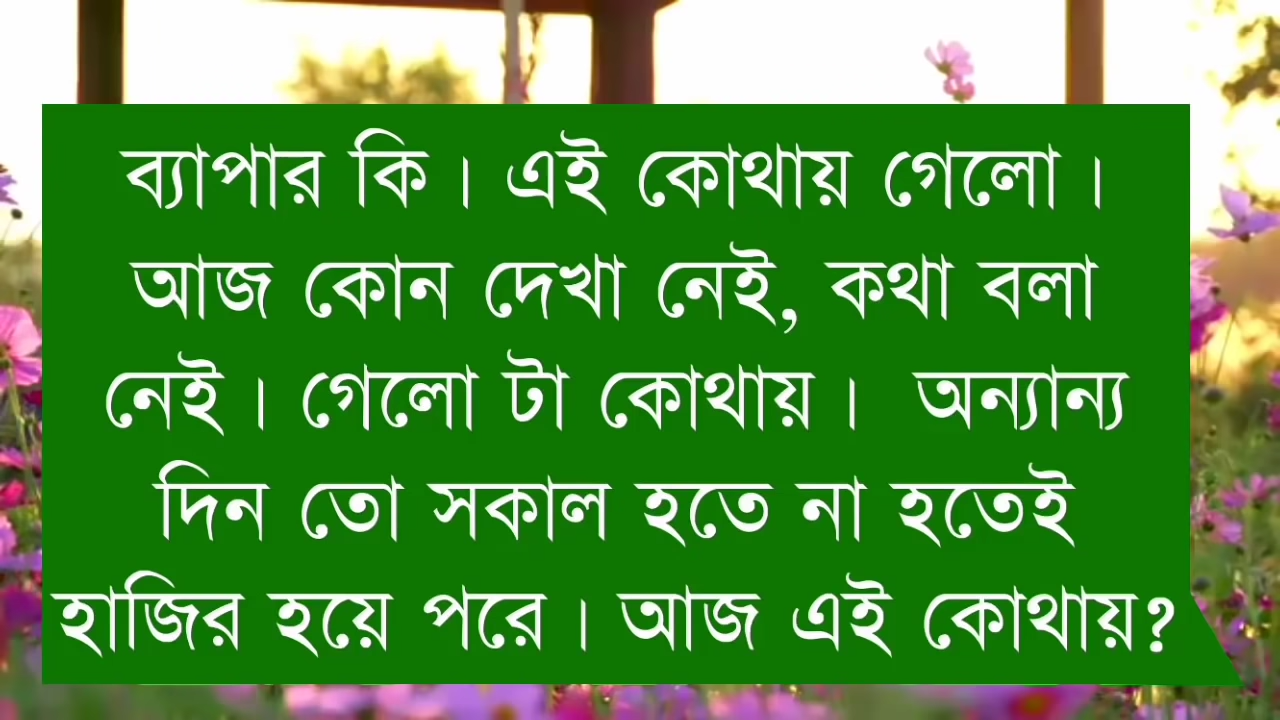 ব্যাপার কি। এই কোথায় গেলো।
আজ কোন দেখা নেই, কথা বলা
নেই। গেলো টা কোথায়। অন্যান্য
দিন তো সকাল হতে না হতেই
হাজির হয়ে পরে। আজ এই কোথায়?